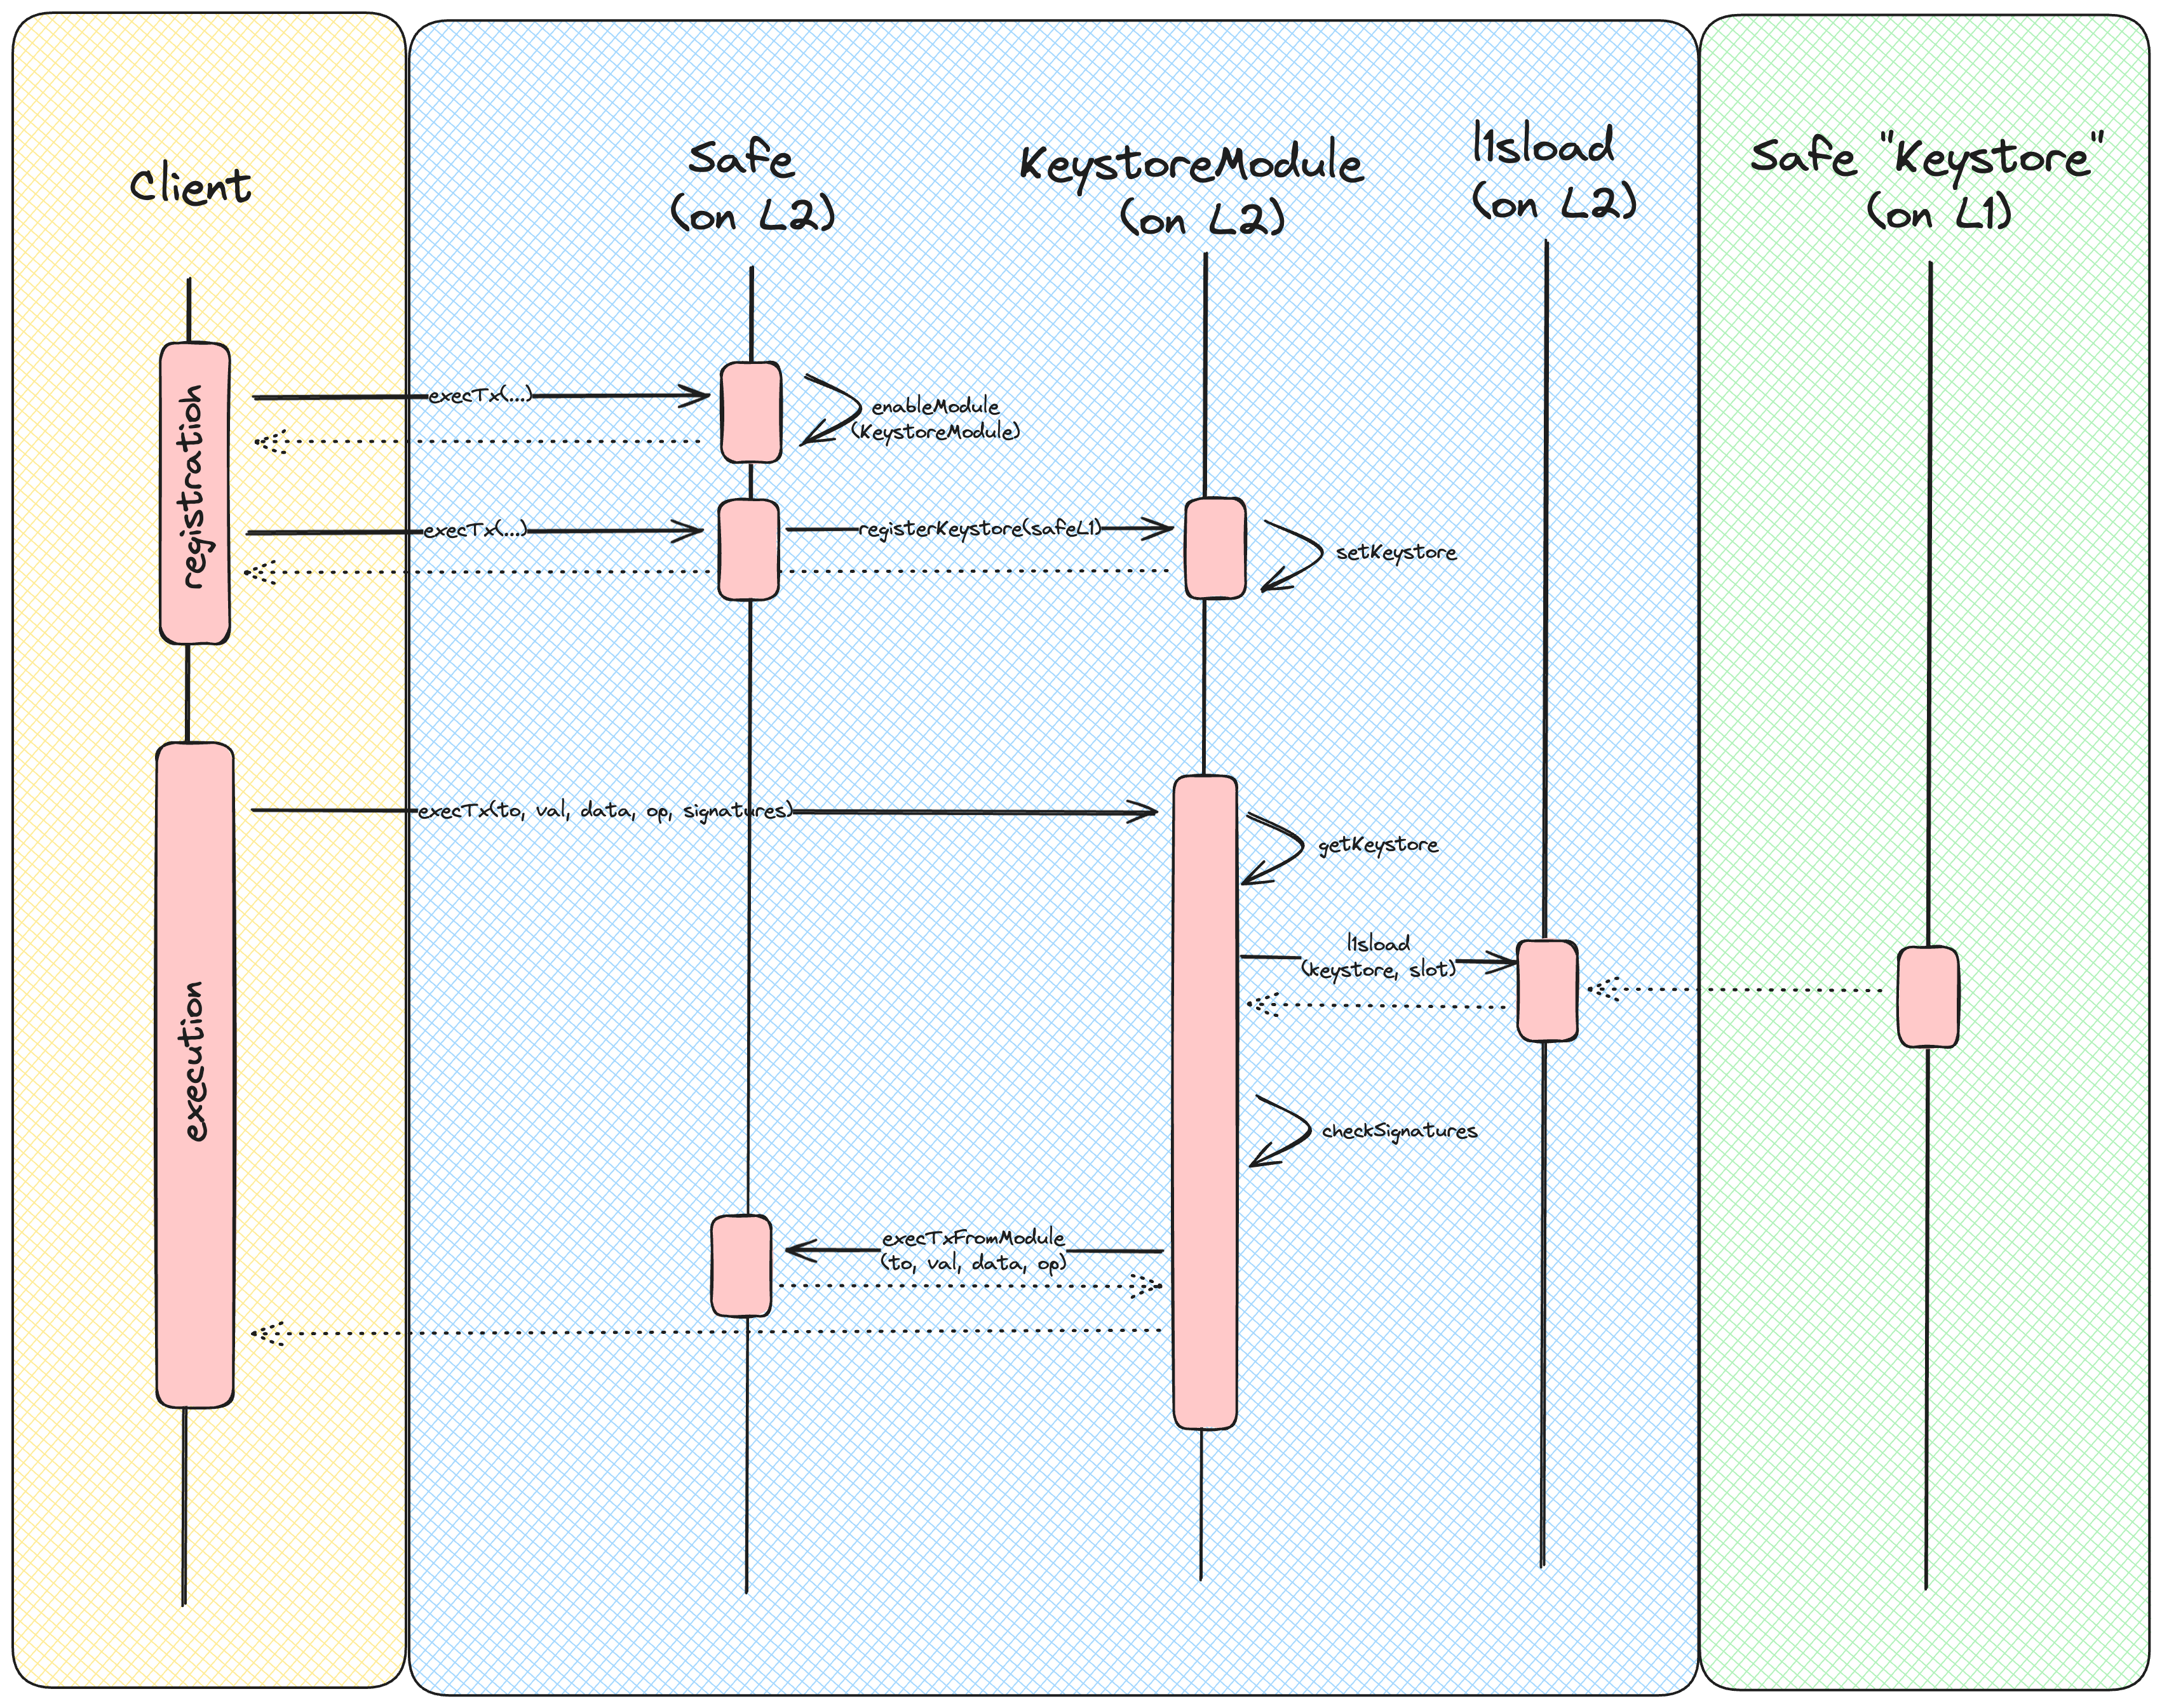 Client
Safe
(on L2)
KeystoreModule
(on L2)
l1sload
(on L2)
Safe "Keystore"
(on L1)
registration
execTx(...)
enableModule
(KeystoreModule)
execTx(...)
registerKeystore(safeL1)
setKeystore
execution
execTx(to, val, data, op, signatures)
getKeystore
l1sload
(keystore, slot)
checkSignatures
execTxFromModule
(to, val, data, op)